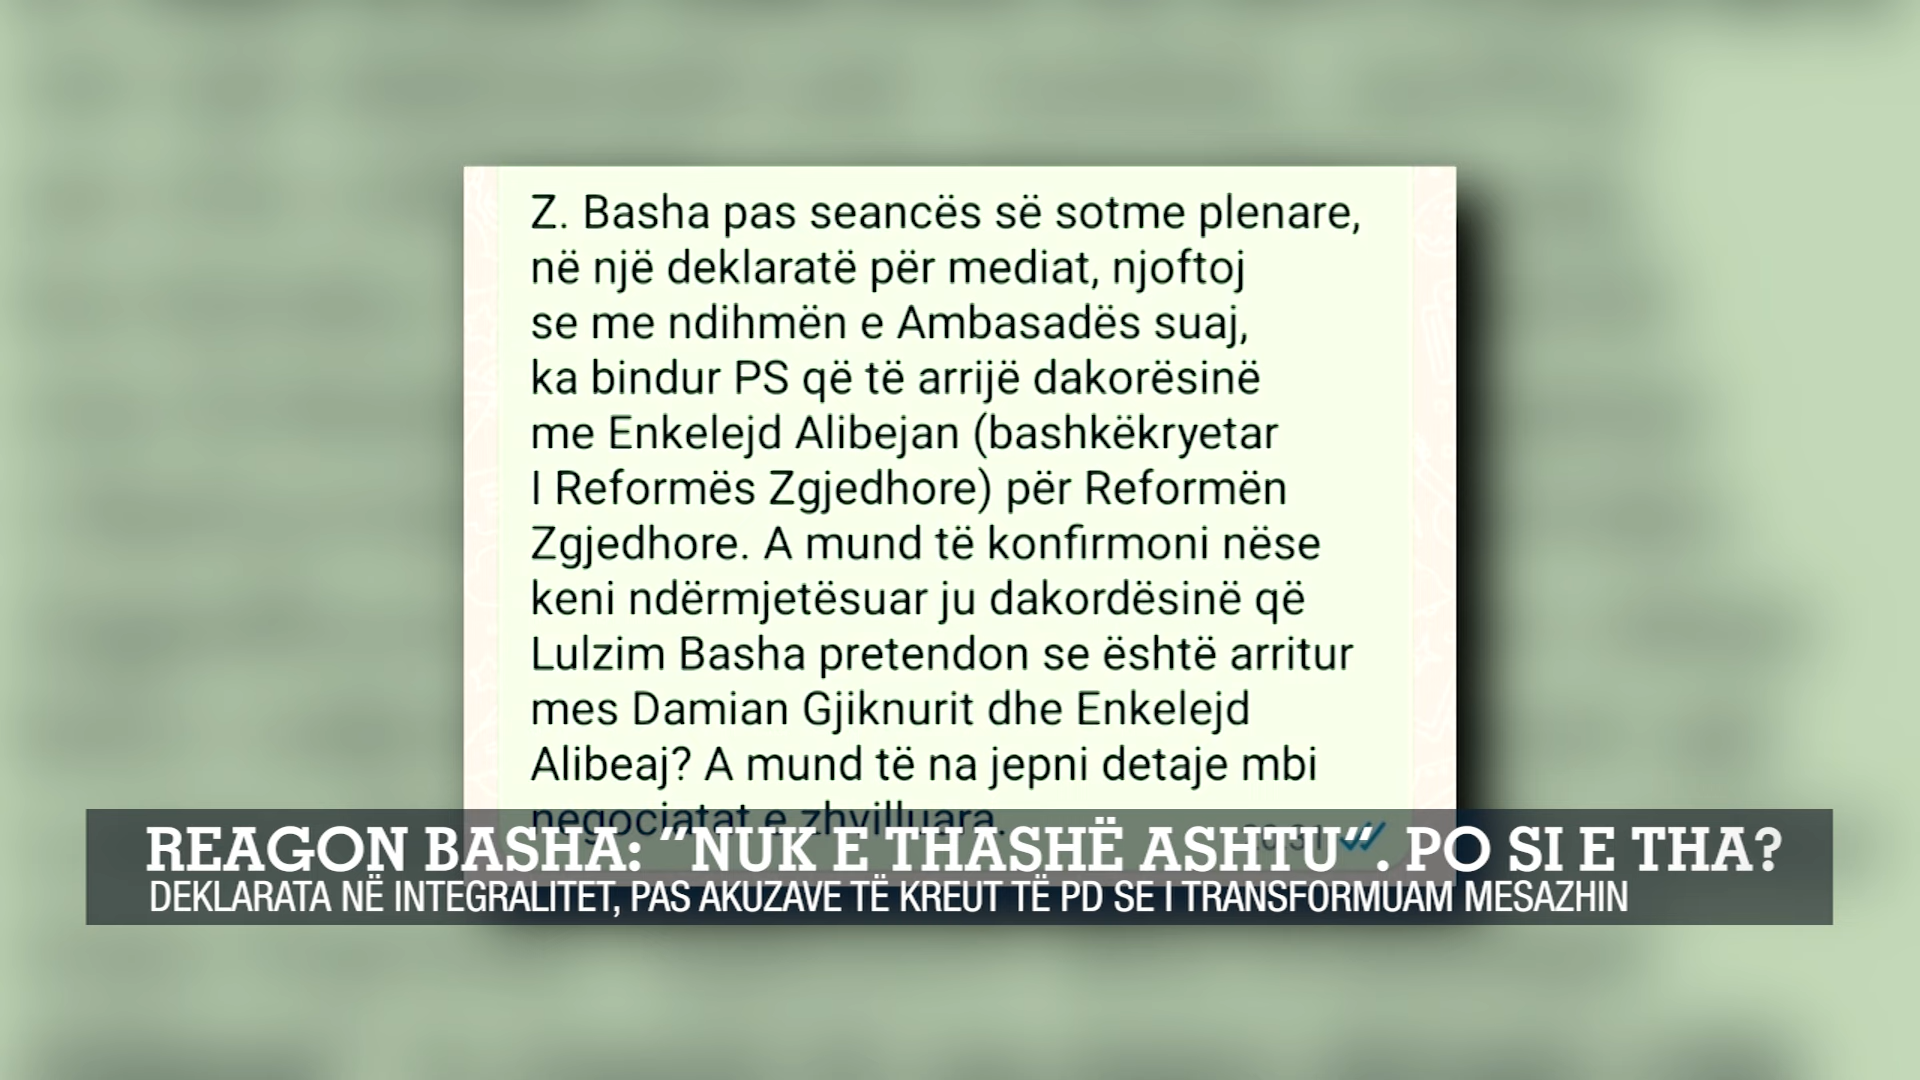 Z. Basha pas seancës së sotme plenare,
në një deklaratë për mediat, njoftoj
se me ndihmën e Ambasadës suaj,
ka bindur PS që të arrijë dakorësinë
me Enkelejd Alibejan (bashkëkryetar
I Reformës Zgjedhore) për Reformën
Zgjedhore. A mund të konfirmoni nëse
keni ndërmjetësuar ju dakordësinë që
Lulzim Basha pretendon se është arritur
mes Damian Gjiknurit dhe Enkelejd
Alibeaj? A mund të na jepni detaje mbi
negociatat e zhvilluara.
REAGON BASHA: “NUK E THASHË ASHTU”. PO SI E THA?
DEKLARATA NË INTEGRALITET, PAS AKUZAVE TË KREUT TË PD SE I TRANSFORMUAM MESAZHIN